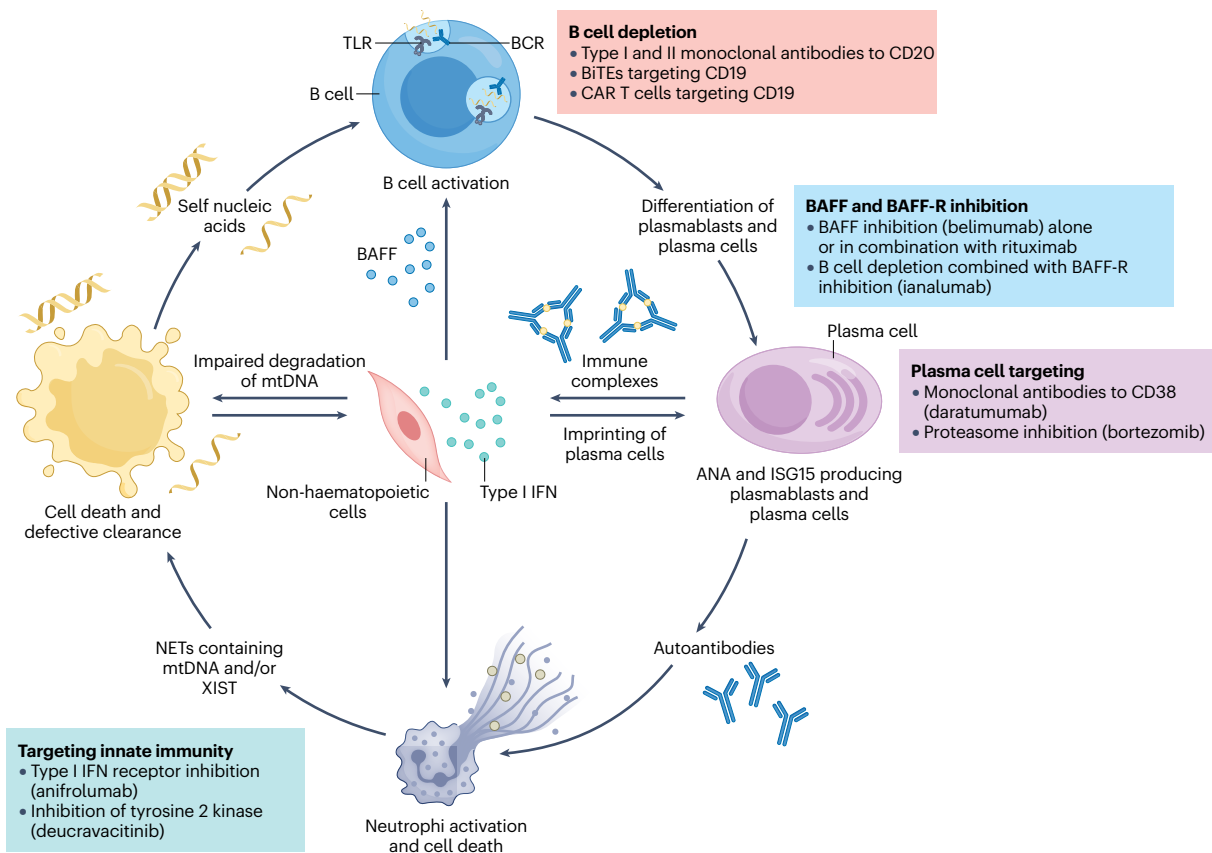 B cell depletion
• Type I and II monoclonal antibodies to CD20
• BiTEs targeting CD19
• CAR T cells targeting CD19
TLR
BCR
B cell
B cell activation
Self nucleic
acids
BAFF
Differentiation of
plasmablasts and
plasma cells
BAFF and BAFF-R inhibition
• BAFF inhibition (belimumab) alone
or in combination with rituximab
• B cell depletion combined with BAFF-R
inhibition (ianalumab)
Plasma cell
Plasma cell targeting
• Monoclonal antibodies to CD38
(daratumumab)
• Proteasome inhibition (bortezomib)
Impaired degradation
of mtDNA
Immune
complexes
Imprinting of
plasma cells
Non-haematopoietic
cells
Type I IFN
ANA and ISG15 producing
plasmablasts and
plasma cells
Cell death and
defective clearance
NETs containing
mtDNA and/or
XIST
Autoantibodies
Targeting innate immunity
• Type I IFN receptor inhibition
(anifrolumab)
• Inhibition of tyrosine 2 kinase
(deucravacitinib)
Neutrophi activation
and cell death